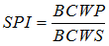 SPI = BCWP / BCWS